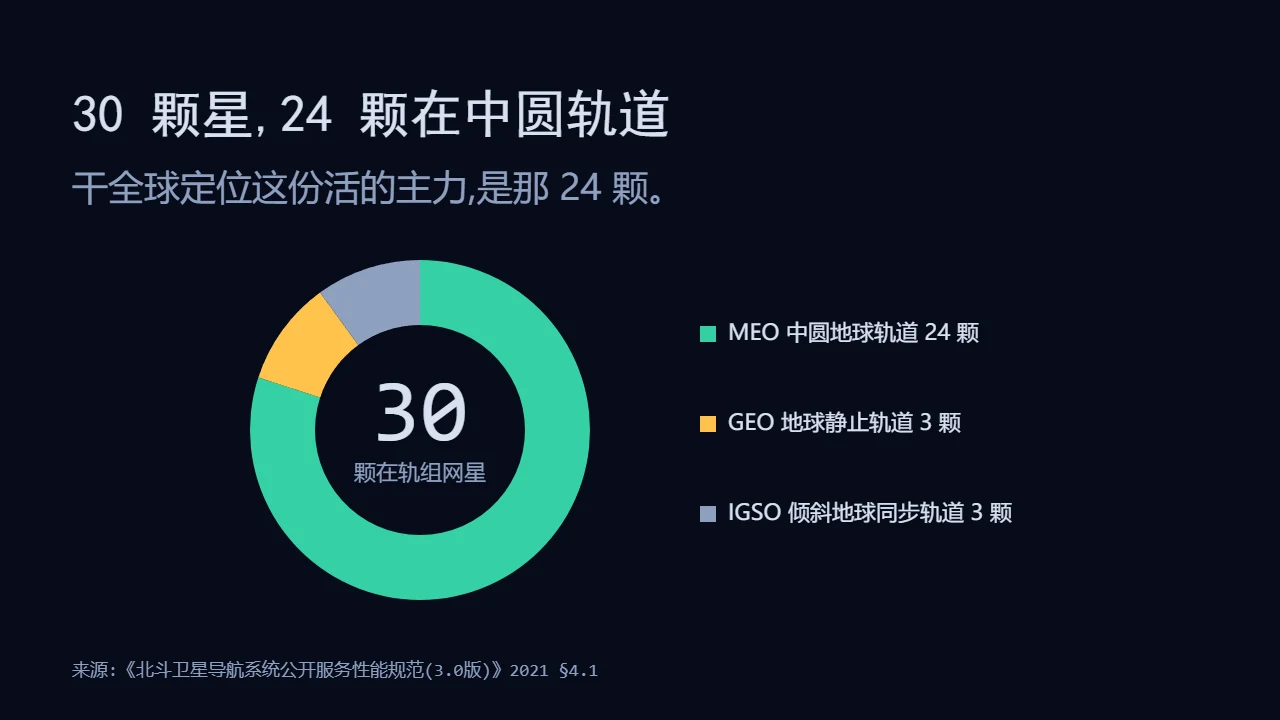 30 颗星,24 颗在中圆轨道
干全球定位这份活的主力,是那 24 颗。
30
颗在轨组网星
MEO 中圆地球轨道 24 颗
GEO 地球静止轨道 3 颗
IGSO 倾斜地球同步轨道 3 颗
来源:《北斗卫星导航系统公开服务性能规范(3.0版)》2021 §4.1